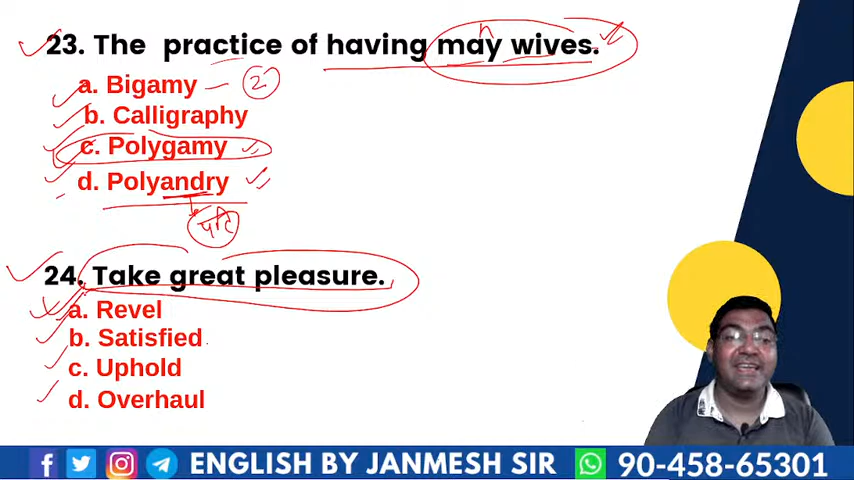 23. The practice of having may wives.
n
a. Bigamy - 2
b. Calligraphy
c. Polygamy
d. Polyandry
पति
24. Take great pleasure.
a. Revel
b. Satisfied
c. Uphold
d. Overhaul
ENGLISH BY JANMESH SIR 90-458-65301